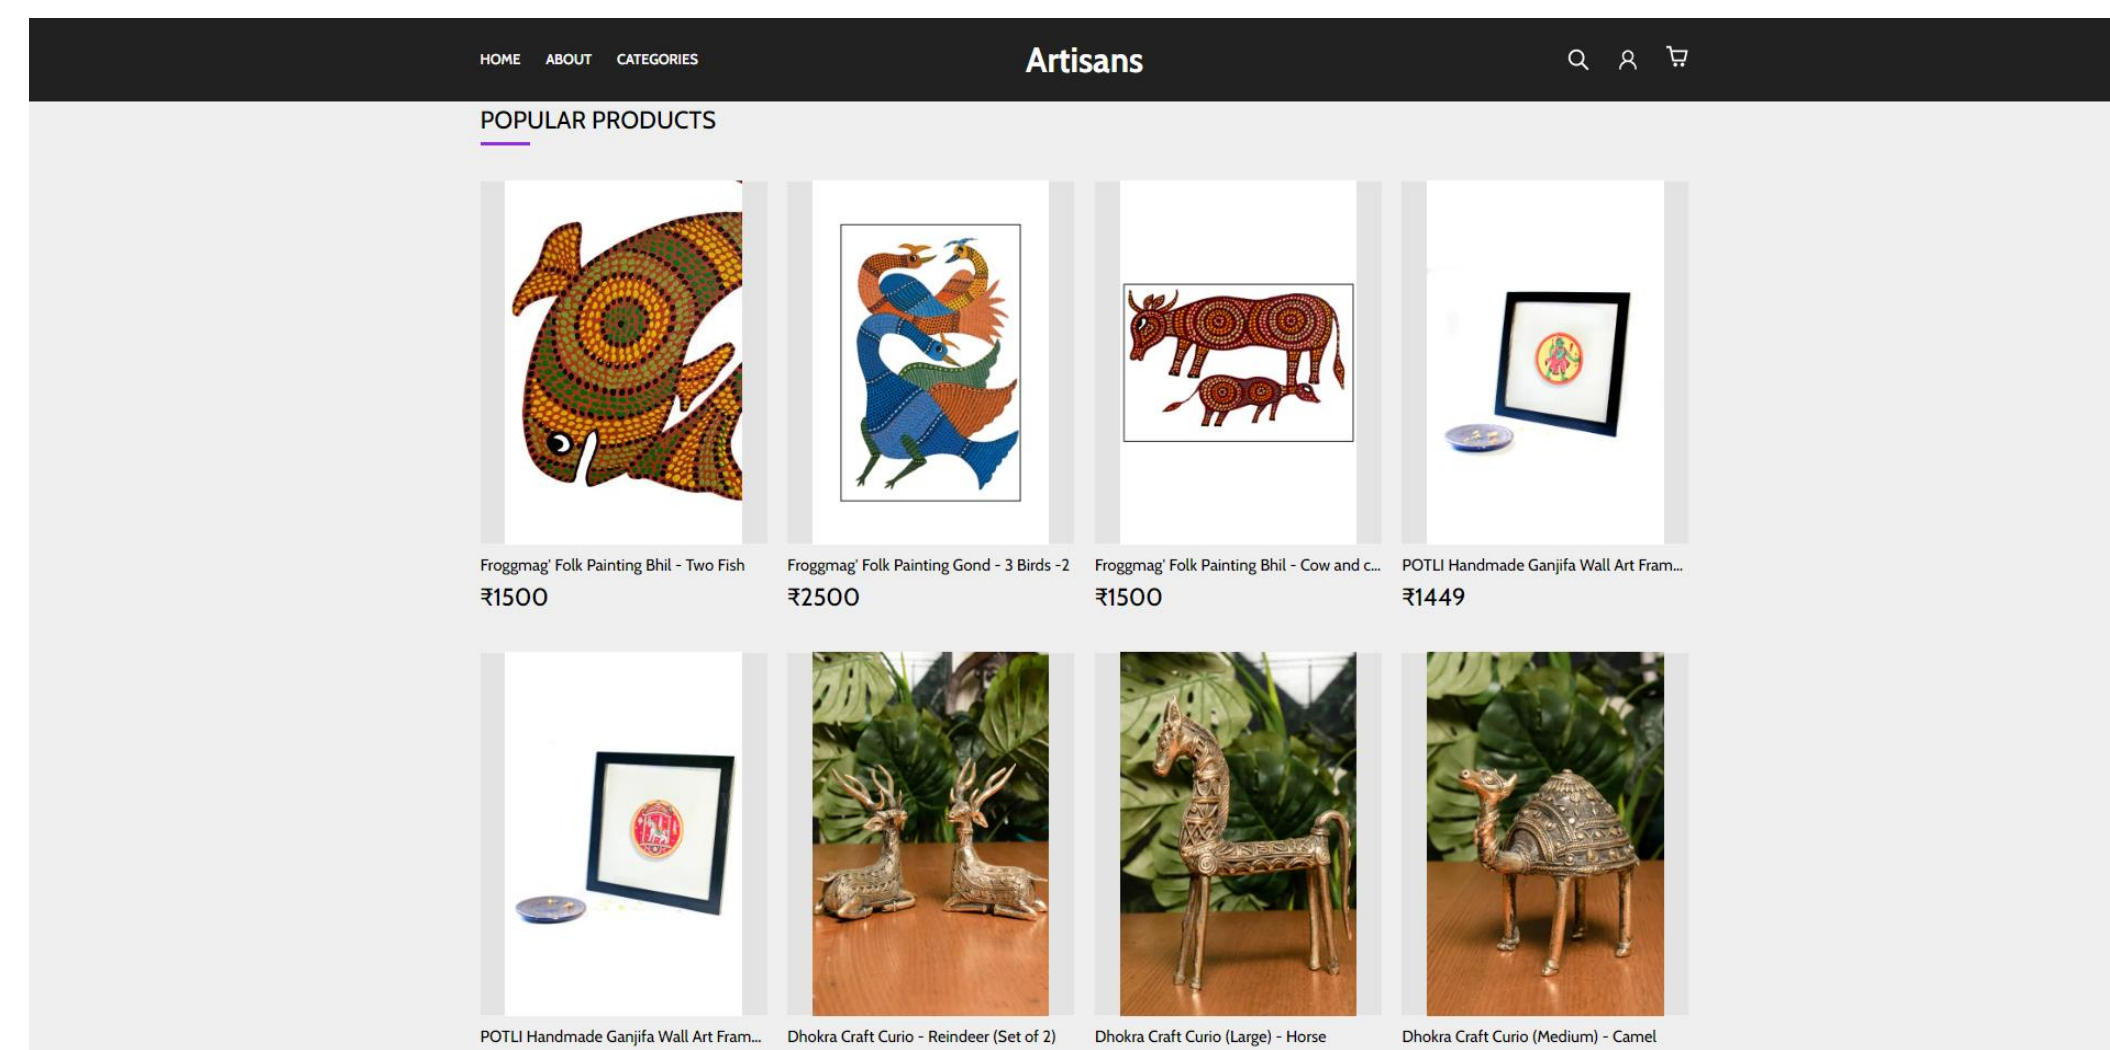 HOME ABOUT CATEGORIES Artisans
POPULAR PRODUCTS
Froggmag' Folk Painting Bhil - Two Fish
₹1500
Froggmag' Folk Painting Gond - 3 Birds -2
₹2500
Froggmag' Folk Painting Bhil - Cow and c...
₹1500
POTLI Handmade Ganjifa Wall Art Fram...
₹1449
POTLI Handmade Ganjifa Wall Art Fram...
Dhokra Craft Curio - Reindeer (Set of 2)
Dhokra Craft Curio (Large) - Horse
Dhokra Craft Curio (Medium) - Camel